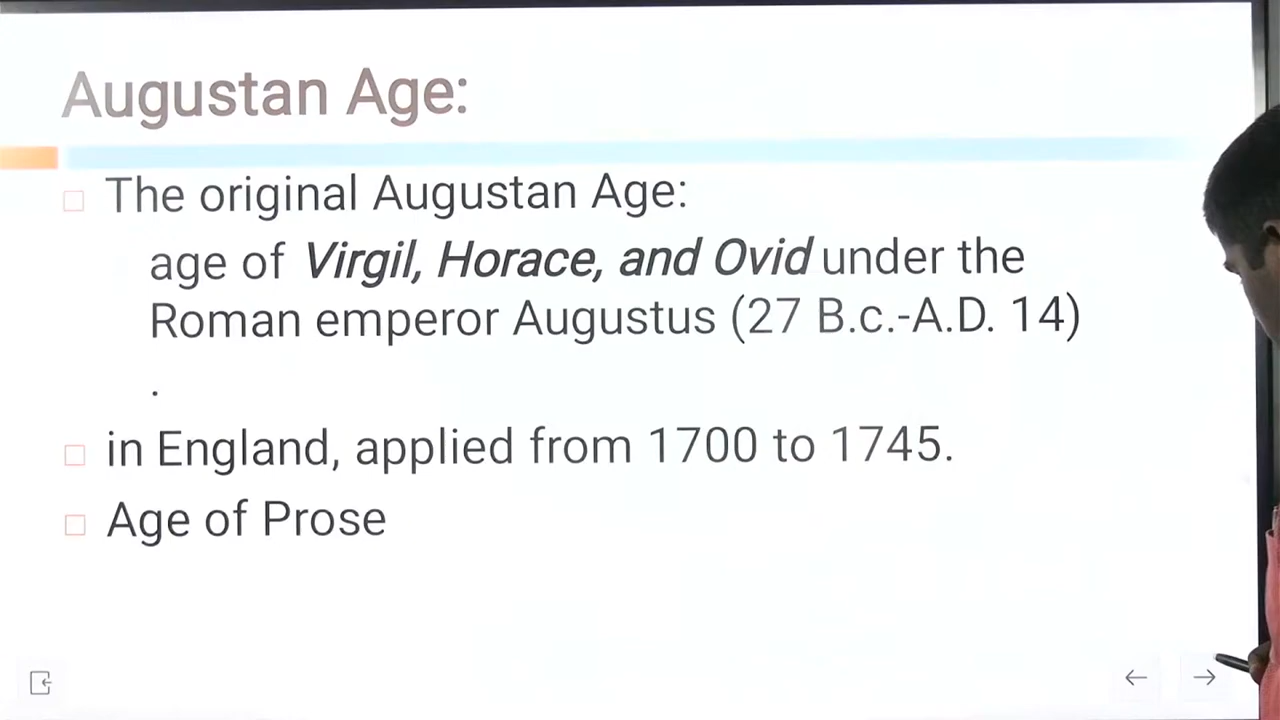 Augustan Age:
The original Augustan Age:
age of Virgil, Horace, and Ovid under the
Roman emperor Augustus (27 B.c.-A.D. 14)
.
in England, applied from 1700 to 1745.
Age of Prose